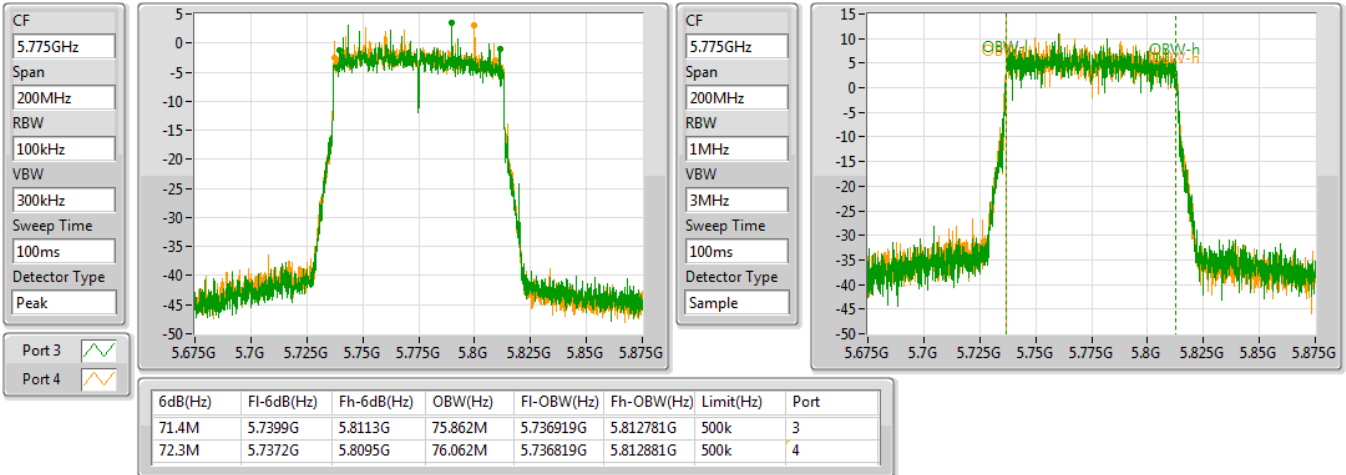 CF
5.775GHz
Span
200MHz
RBW
100kHz
VBW
300kHz
Sweep Time
100ms
Detector Type
Peak
5
0
-5
-10
-15
-20
-25
-30
-35
-40
-45
-50
5.675G 5.7G 5.725G 5.75G 5.775G 5.8G 5.825G 5.85G 5.875G
CF
5.775GHz
Span
200MHz
RBW
1MHz
VBW
3MHz
Sweep Time
100ms
Detector Type
Sample
15
10
5
0
-5
-10
-15
-20
-25
-30
-35
-40
-45
-50
OBW-h
5.675G 5.7G 5.725G 5.75G 5.775G 5.8G 5.825G 5.85G 5.875G
Port 3
Port 4
6dB(Hz) Fl-6dB(Hz) Fh-6dB(Hz) OBW(Hz) Fl-OBW(Hz) Fh-OBW(Hz) Limit(Hz) Port
71.4M 5.7399G 5.8113G 75.862M 5.736919G 5.812781G 500k 3
72.3M 5.7372G 5.8095G 76.062M 5.736819G 5.812881G 500k 4